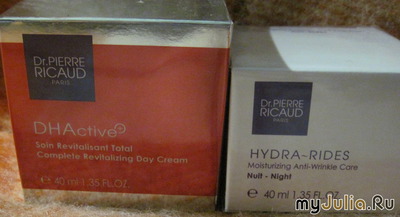 Dr. PIERRE
RICAUD
PARIS
DHActive
Soin Revitalisant Total
Complete Revitalizing Day Cream
e 40 ml 1.35 FL.OZ.
Dr. PIERRE
RICAUD
PARIS
HYDRA~RIDES
Moisturizing Anti-Wrinkle Care
Nuit - Night
e 40 ml 1.35 FL.OZ.
myJulia.Ru